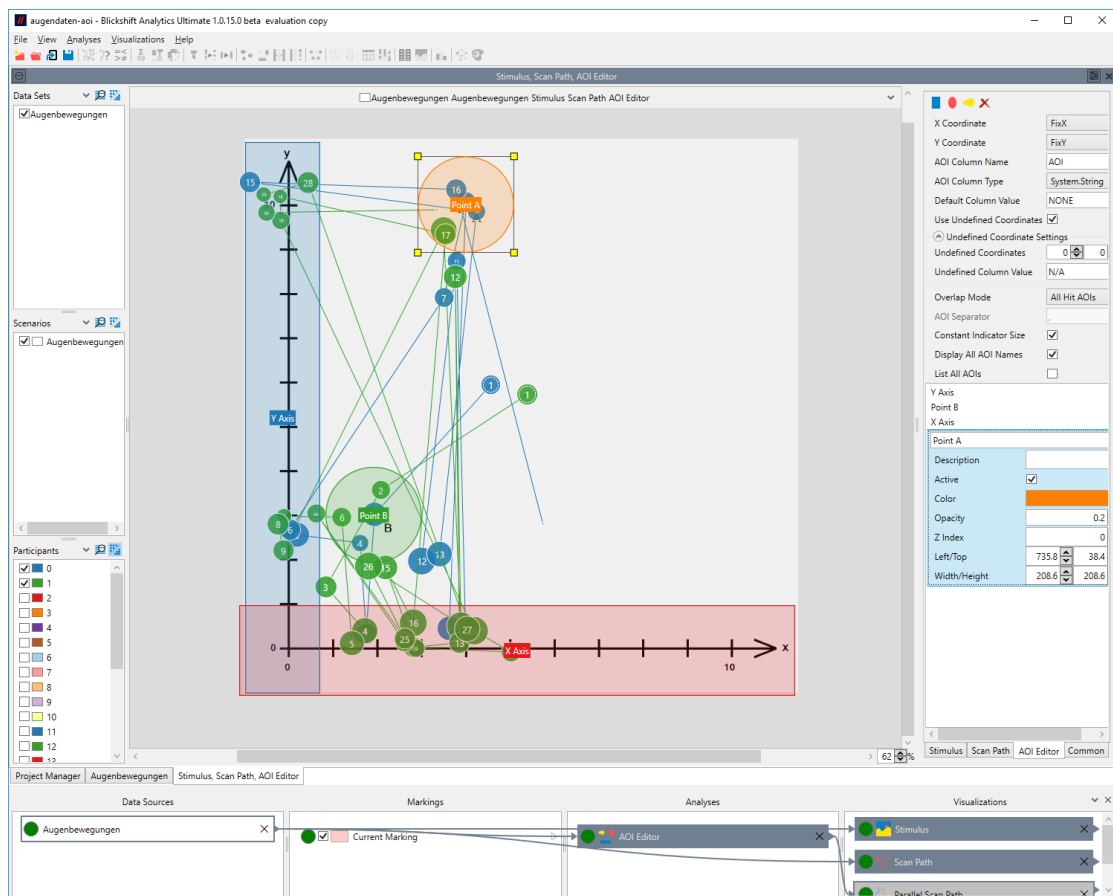 augendaten-aoi - Blickshift Analytics Ultimate 1.0.15.0 beta evaluation copy
File View Analyses Visualizations Help
Stimulus, Scan Path, AOI Editor
Data Sets
Augenbewegungen
Scenarios
Augenbewegungen
Participants
0
1
2
3
4
5
6
7
8
9
10
11
12
13
Augenbewegungen Augenbewegungen Stimulus Scan Path AOI Editor
y
15
28
16
Point A
17
12
7
1
1
Y Axis
2
Point B
6
B
8
6
4
9
12
13
26
15
3
16
4
5
25
27
13
X Axis
0
x
0
10
62 %
X Coordinate FixX
Y Coordinate FixY
AOI Column Name AOI
AOI Column Type System.String
Default Column Value NONE
Use Undefined Coordinates
Undefined Coordinate Settings
Undefined Coordinates 0 0
Undefined Column Value N/A
Overlap Mode All Hit AOIs
AOI Separator ,
Constant Indicator Size
Display All AOI Names
List All AOIs
Y Axis
Point B
X Axis
Point A
Description
Active
Color
Opacity 0.2
Z Index 0
Left/Top 735.8 38.4
Width/Height 208.6 208.6
Stimulus Scan Path AOI Editor Common
Project Manager Augenbewegungen Stimulus, Scan Path, AOI Editor
Data Sources Markings Analyses Visualizations
Augenbewegungen
Current Marking
AOI Editor
Stimulus
Scan Path
Parallel Scan Path